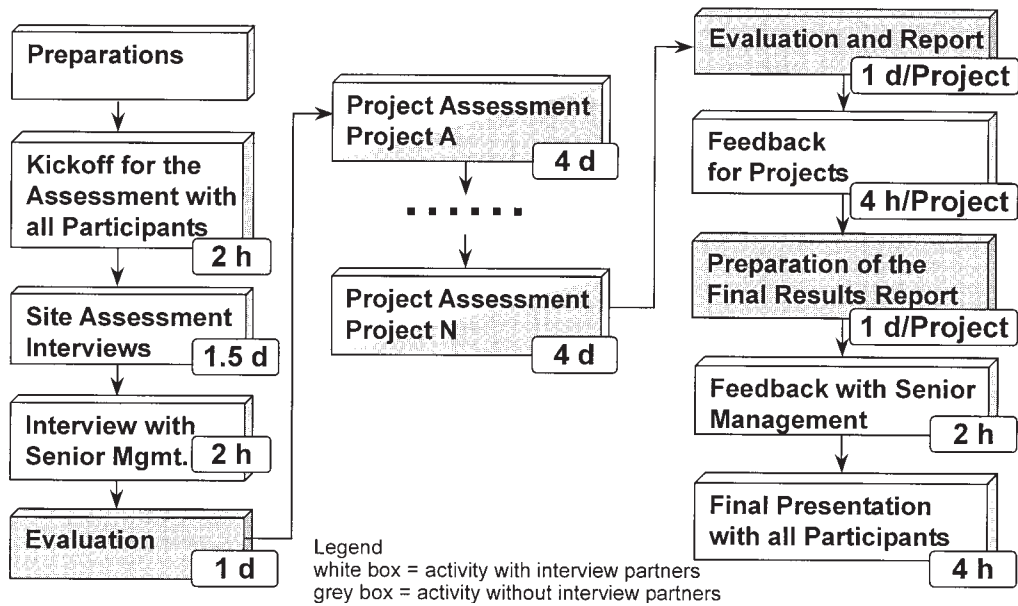 Preparations
Kickoff for the
Assessment with
all Participants
2 h
Site Assessment
Interviews
1.5 d
Interview with
Senior Mgmt.
2 h
Evaluation
1 d
Project Assessment
Project A
4 d
......
Project Assessment
Project N
4 d
Evaluation and Report
1 d/Project
Feedback
for Projects
4 h/Project
Preparation of the
Final Results Report
1 d/Project
Feedback with Senior
Management
2 h
Final Presentation
with all Participants
4 h
Legend
white box = activity with interview partners
grey box = activity without interview partners